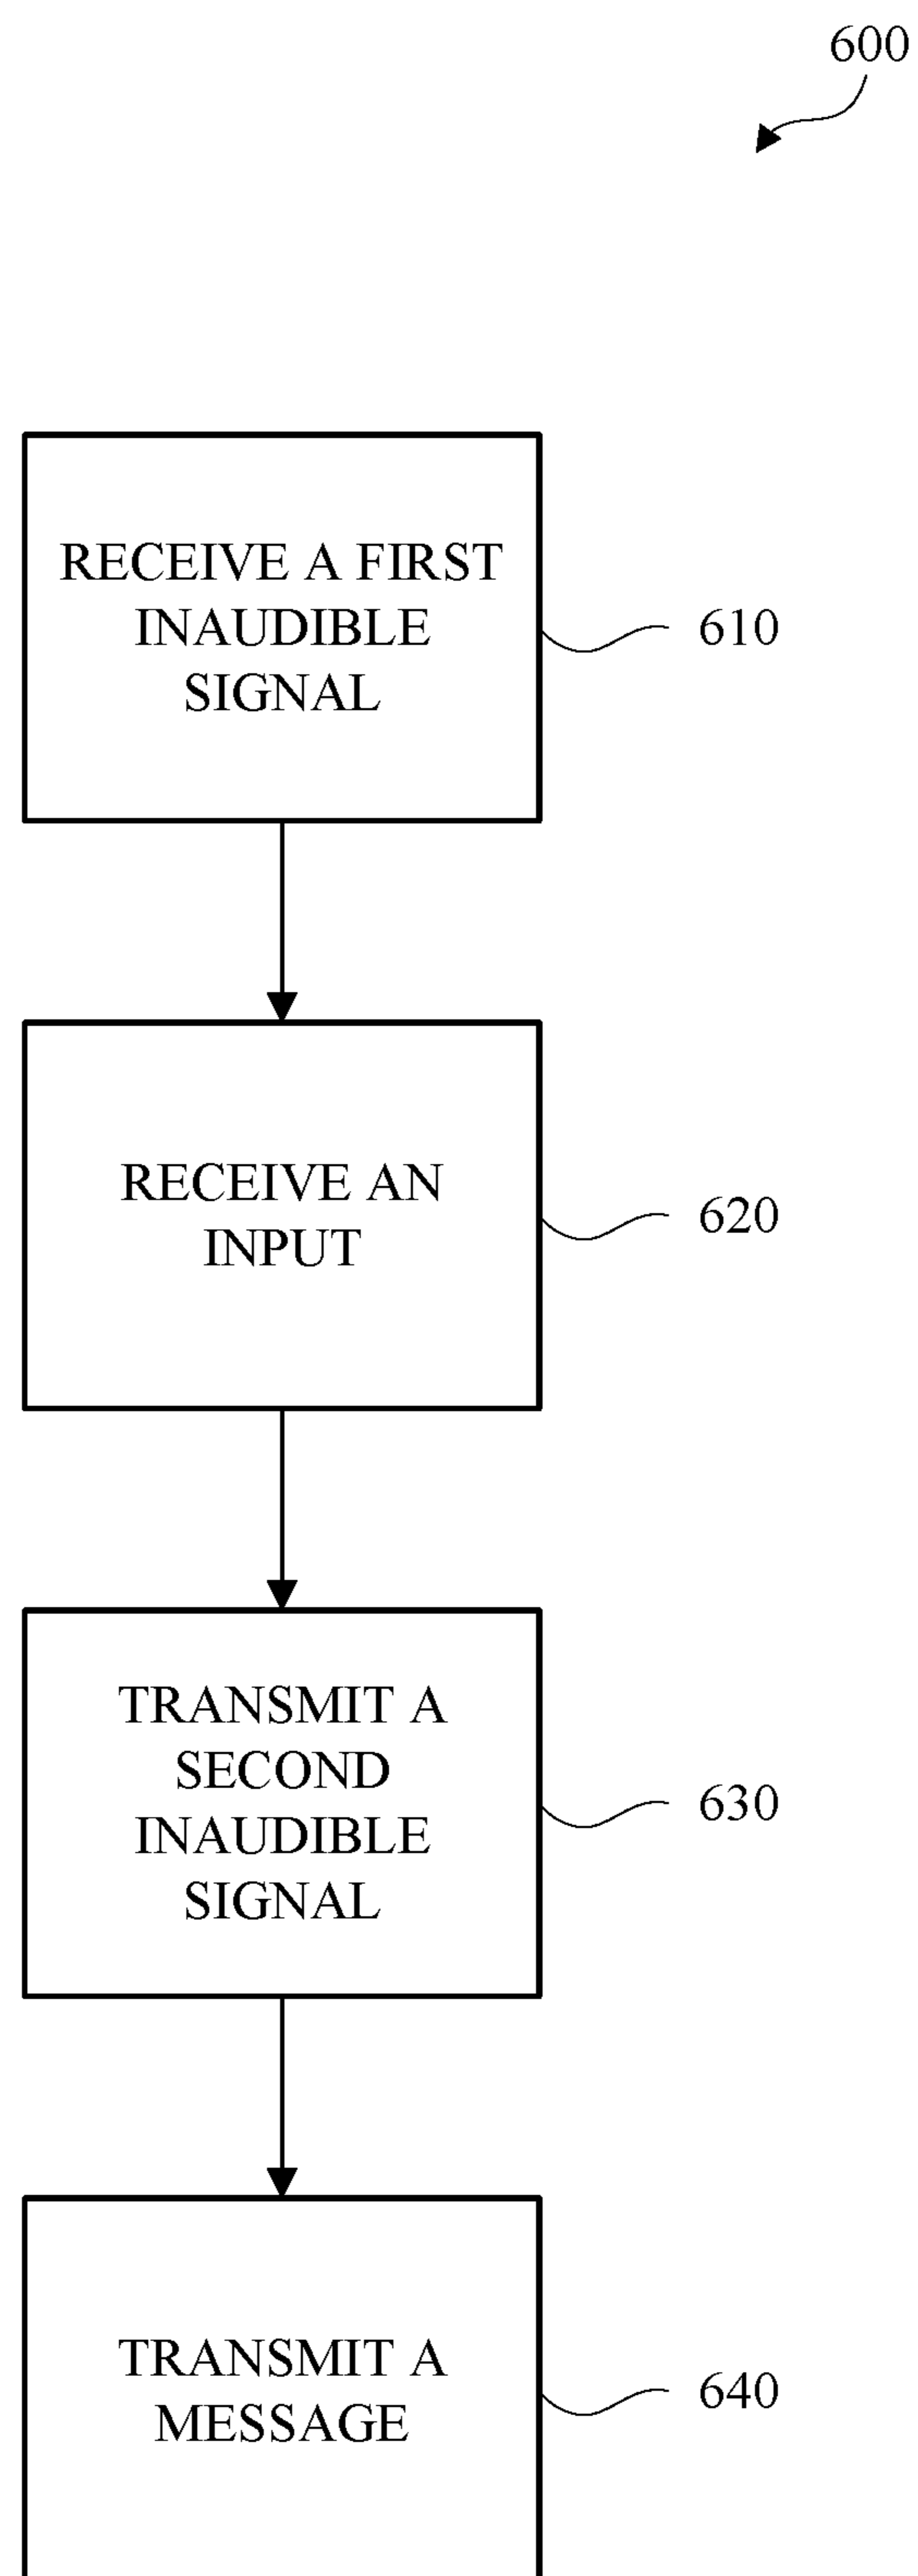 600
RECEIVE A FIRST
INAUDIBLE
SIGNAL
610
RECEIVE AN
INPUT
620
TRANSMIT A
SECOND
INAUDIBLE
SIGNAL
630
TRANSMIT A
MESSAGE
640